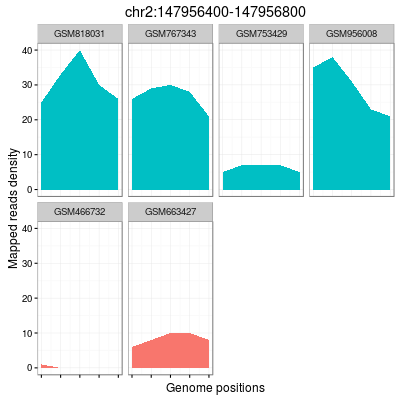 chr2:147956400-147956800
GSM818031 GSM767343 GSM753429 GSM956008
40
30
20
10
0
GSM466732 GSM663427
40
30
20
10
0
Mapped reads density
Genome positions